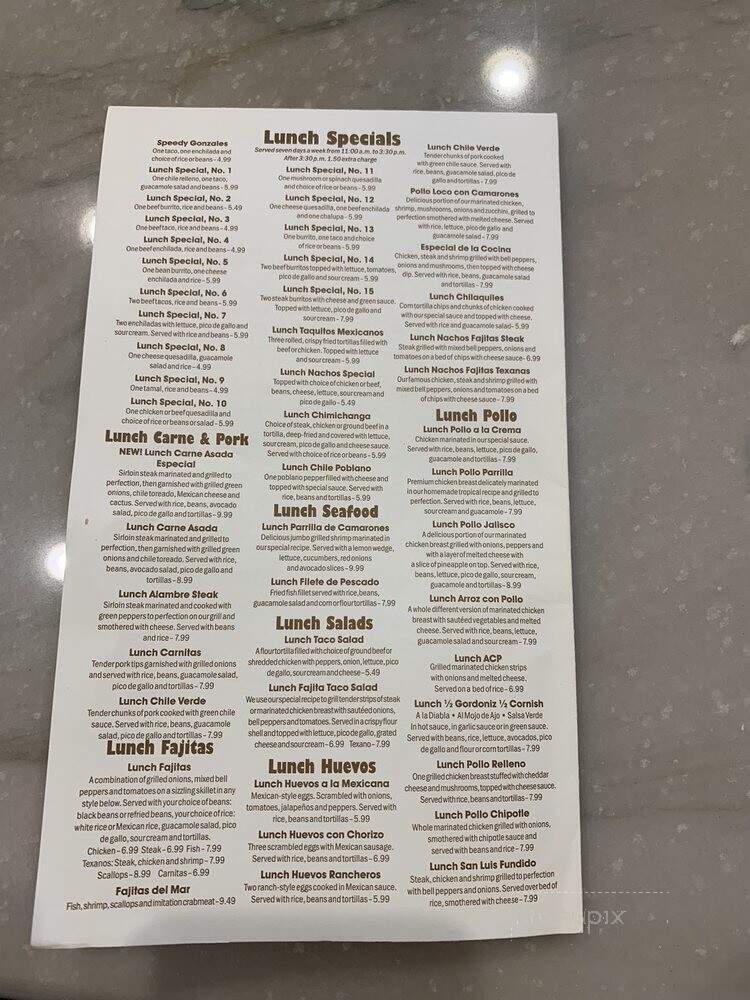 Speedy Gonzales
One taco, one enchilada and
choice of rice or beans - 4.99
Lunch Special, No. 1
One chile relleno, one taco,
guacamole salad and beans - 8.99
Lunch Special, No. 2
One beef burrito, rice and beans - 5.49
Lunch Special, No. 3
One beef taco, rice and beans - 4.99
Lunch Special, No. 4
One beef enchilada, rice and beans - 4.99
Lunch Special, No. 5
One bean burrito, one cheese
enchilada and rice - 5.99
Lunch Special, No. 6
Two beef tacos, rice and beans - 5.99
Lunch Special, No. 7
Two enchiladas with lettuce, pico de gallo and
sour cream. Served with rice and beans - 5.99
Lunch Special, No. 8
One cheese quesadilla, guacamole
salad and rice - 4.99
Lunch Special, No. 9
One tamal, rice and beans - 4.99
Lunch Special, No. 10
One chicken or beef quesadilla and
choice of rice or beans or salad - 5.99
Lunch Carne & Pork
NEW! Lunch Carne Asada
Especial
Sirloin steak marinated and grilled to
perfection, then garnished with grilled green
onions, chile toreado, Mexican cheese and
cactus. Served with rice, beans, avocado
salad, pico de gallo and tortillas - 9.99
Lunch Carne Asada
Sirloin steak marinated and grilled to
perfection, then garnished with grilled green
onions and chile toreado. Served with rice,
beans, avocado salad, pico de gallo and
tortillas - 8.99
Lunch Alambre Steak
Sirloin steak marinated and cooked with
green peppers to perfection on our grill and
smothered with cheese. Served with beans
and rice - 7.99
Lunch Carnitas
Tender pork tips garnished with grilled onions
and served with rice, beans, guacamole salad,
pico de gallo and tortillas - 7.99
Lunch Chile Verde
Tender chunks of pork cooked with green chile
sauce. Served with rice, beans, guacamole
salad, pico de gallo and tortillas - 7.99
Lunch Fajitas
Lunch Fajitas
A combination of grilled onions, mixed bell
peppers and tomatoes on a sizzling skillet in any
style below. Served with your choice of beans:
black beans or refried beans, your choice of rice:
white rice or Mexican rice, guacamole salad, pico
de gallo, sour cream and tortillas.
Chicken - 6.99 Steak - 6.99 Fish - 7.99
Texanos: Steak, chicken and shrimp - 7.99
Scallops - 8.99 Carnitas - 6.99
Fajitas del Mar
Fish, shrimp, scallops and imitation crabmeat - 9.49
Lunch Specials
Served seven days a week from 11:00 a.m. to 3:30 p.m.
After 3:30 p.m. 1.50 extra charge
Lunch Special, No. 11
One mushroom or spinach quesadilla
and choice of rice or beans - 5.99
Lunch Special, No. 12
One cheese quesadilla, one beef enchilada
and one chalupa - 5.99
Lunch Special, No. 13
One burrito, one taco and choice
of rice or beans - 5.99
Lunch Special, No. 14
Two beef burritos topped with lettuce, tomatoes,
pico de gallo and sour cream - 5.99
Lunch Special, No. 15
Two steak burritos with cheese and green sauce.
Topped with lettuce, pico de gallo and
sour cream - 7.99
Lunch Taquitos Mexicanos
Three rolled, crispy fried tortillas filled with
beef or chicken. Topped with lettuce
and sour cream - 5.99
Lunch Nachos Special
Topped with choice of chicken or beef,
beans, cheese, lettuce, sour cream and
pico de gallo - 5.49
Lunch Chimichanga
Choice of steak, chicken or ground beef in a
tortilla, deep-fried and covered with lettuce,
sour cream, pico de gallo and cheese sauce.
Served with choice of rice or beans - 5.99
Lunch Chile Poblano
One poblano pepper filled with cheese and
topped with special sauce. Served with
rice, beans and tortillas - 5.99
Lunch Seafood
Lunch Parrilla de Camarones
Delicious jumbo grilled shrimp marinated in
our special recipe. Served with a lemon wedge,
lettuce, cucumbers, red onions
and avocado slices - 9.99
Lunch Filete de Pescado
Fried fish fillet served with rice, beans,
guacamole salad and corn or flour tortillas - 7.99
Lunch Salads
Lunch Taco Salad
A flour tortilla filled with choice of ground beef or
shredded chicken with peppers, onion, lettuce, pico
de gallo, sour cream and cheese - 5.49
Lunch Fajita Taco Salad
We use our special recipe to grill tender strips of steak
or marinated chicken breast with sautéed onions,
bell peppers and tomatoes. Served in a crispy flour
shell and topped with lettuce, pico de gallo, grated
cheese and sour cream - 6.99 Texano - 7.99
Lunch Huevos
Lunch Huevos a la Mexicana
Mexican-style eggs. Scrambled with onions,
tomatoes, jalapeños and peppers. Served with
rice, beans and tortillas - 5.99
Lunch Huevos con Chorizo
Three scrambled eggs with Mexican sausage.
Served with rice, beans and tortillas - 6.99
Lunch Huevos Rancheros
Two ranch-style eggs cooked in Mexican sauce.
Served with rice, beans and tortillas - 5.99
Lunch Chile Verde
Tender chunks of pork cooked
with green chile sauce. Served with
rice, beans, guacamole salad, pico de
gallo and tortillas - 7.99
Pollo Loco con Camarones
Delicious portion of our marinated chicken,
shrimp, mushrooms, onions and zucchini, grilled to
perfection smothered with melted cheese. Served
with rice, lettuce, pico de gallo and
guacamole salad - 7.99
Especial de la Cocina
Chicken, steak and shrimp grilled with bell peppers,
onions and mushrooms, then topped with cheese
dip. Served with rice, beans, guacamole salad
and tortillas - 7.99
Lunch Chilaquiles
Corn tortilla chips and chunks of chicken cooked
with our special sauce and topped with cheese.
Served with rice and guacamole salad - 5.99
Lunch Nachos Fajitas Steak
Steak grilled with mixed bell peppers, onions and
tomatoes on a bed of chips with cheese sauce - 6.99
Lunch Nachos Fajitas Texanas
Our famous chicken, steak and shrimp grilled with
mixed bell peppers, onions and tomatoes on a bed
of chips with cheese sauce - 7.99
Lunch Pollo
Lunch Pollo a la Crema
Chicken marinated in our special sauce.
Served with rice, beans, lettuce, pico de gallo,
guacamole and tortillas - 7.99
Lunch Pollo Parrilla
Premium chicken breast delicately marinated
in our homemade tropical recipe and grilled to
perfection. Served with rice, beans, lettuce,
sour cream and guacamole - 7.99
Lunch Pollo Jalisco
A delicious portion of our marinated
chicken breast grilled with onions, peppers and
with a layer of melted cheese with
a slice of pineapple on top. Served with rice,
beans, lettuce, pico de gallo, sour cream,
guacamole and tortillas - 8.99
Lunch Arroz con Pollo
A whole different version of marinated chicken
breast with sautéed vegetables and melted
cheese. Served with rice, beans, lettuce,
guacamole salad and sour cream - 7.99
Lunch ACP
Grilled marinated chicken strips
with onions and melted cheese.
Served on a bed of rice - 6.99
Lunch ½ Gordoniz ½ Cornish
A la Diabla • Al Mojo de Ajo • Salsa Verde
In hot sauce, in garlic sauce or in green sauce.
Served with beans, rice, lettuce, avocados, pico
de gallo and flour or corn tortillas - 7.99
Lunch Pollo Relleno
One grilled chicken breast stuffed with cheddar
cheese and mushrooms, topped with cheese sauce.
Served with rice, beans and tortillas - 7.99
Lunch Pollo Chipotle
Whole marinated chicken grilled with onions,
smothered with chipotle sauce and
served with beans and rice - 7.99
Lunch San Luis Fundido
Steak, chicken and shrimp grilled to perfection
with bell peppers and onions. Served over bed of
rice, smothered with cheese - 7.99